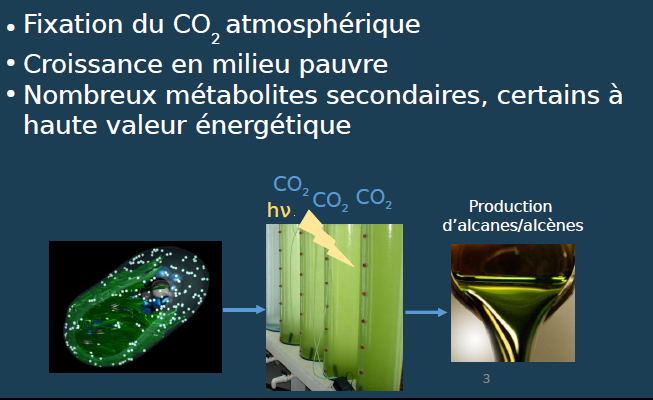 • Fixation du CO2 atmosphérique
• Croissance en milieu pauvre
• Nombreux métabolites secondaires, certains à
haute valeur énergétique
CO2 CO2 CO2
hν
Production
d’alcanes/alcènes
3